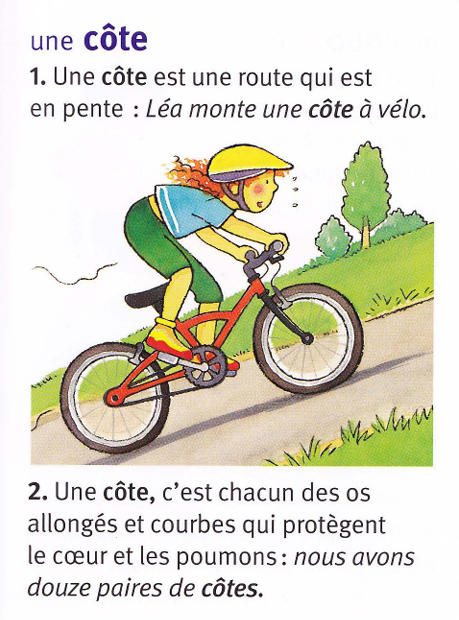 une côte
1. Une côte est une route qui est
en pente : Léa monte une côte à vélo.
2. Une côte, c'est chacun des os
allongés et courbes qui protègent
le cœur et les poumons : nous avons
douze paires de côtes.